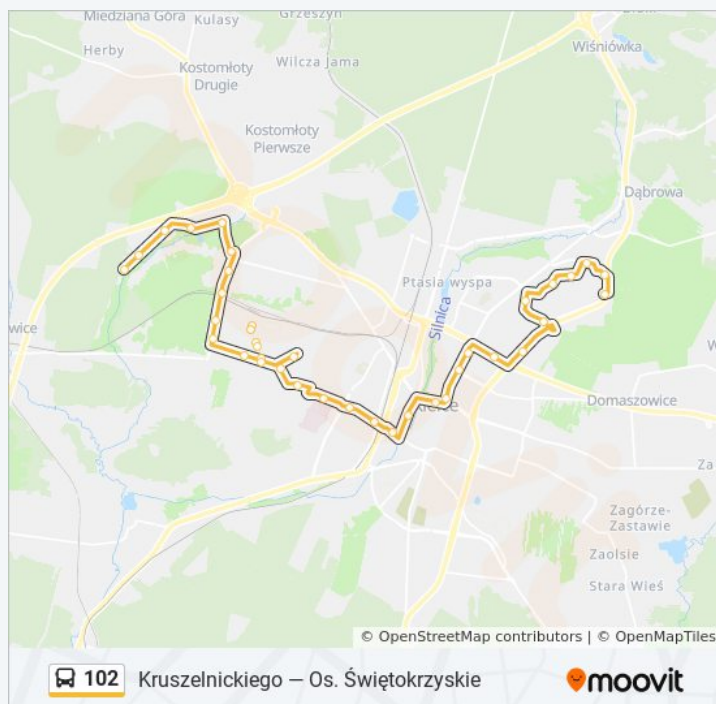 Miedziana Góra
Kulasy
Grzeszyn
Wiśniówka
Herby
Wilcza Jama
Kostomłoty
Drugie
Kostomłoty
Pierwsze
Dąbrowa
Ptasia wyspa
Silnica
owice
W
Domaszowice
Kielce
Za
Zagórze-
Zastawie
Zaolsie
Stara Wieś
© OpenStreetMap contributors | © OpenMapTiles
102 Kruszelnickiego — Os. Świętokrzyskie
moovit